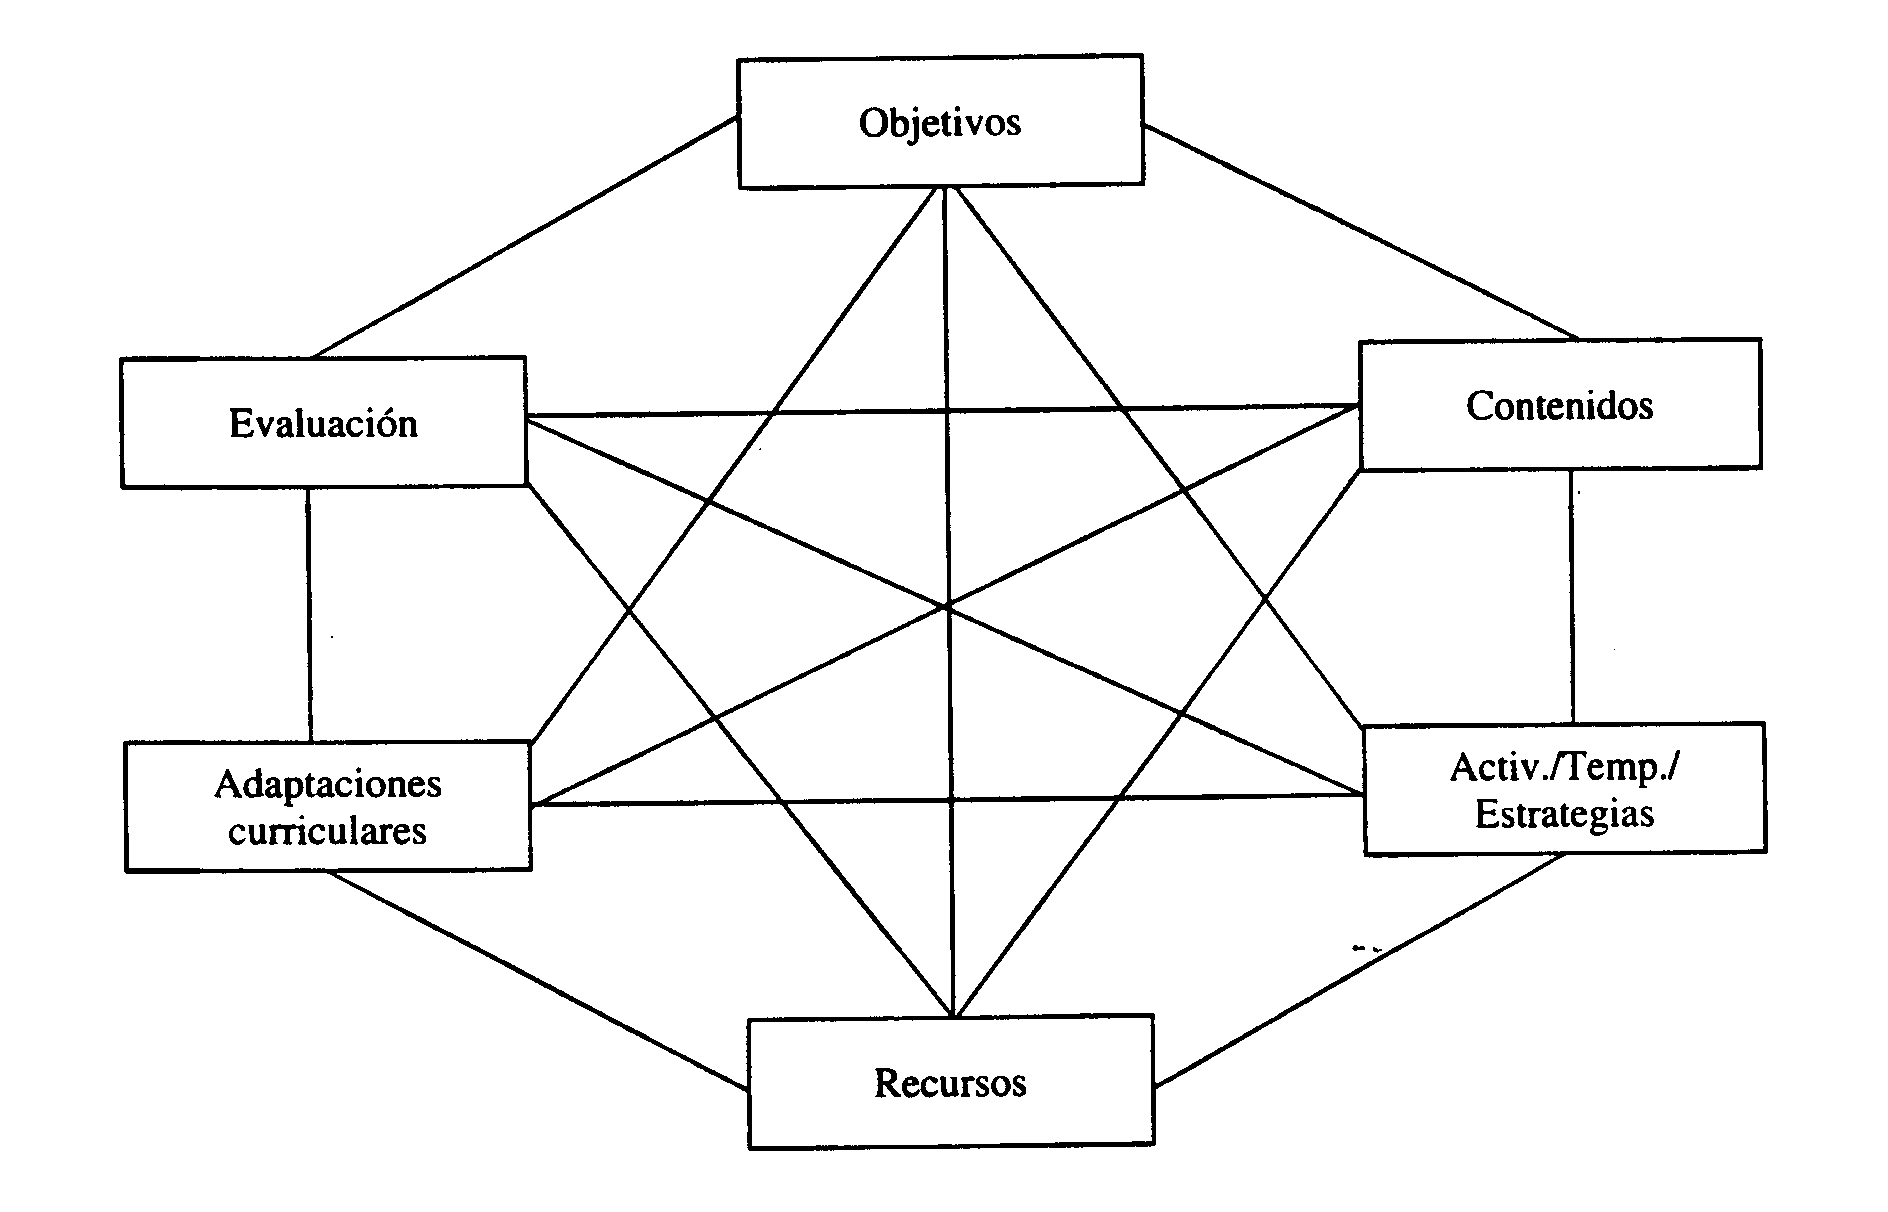 Objetivos
Evaluación
Contenidos
Adaptaciones
curriculares
Activ./Temp./
Estrategias
Recursos